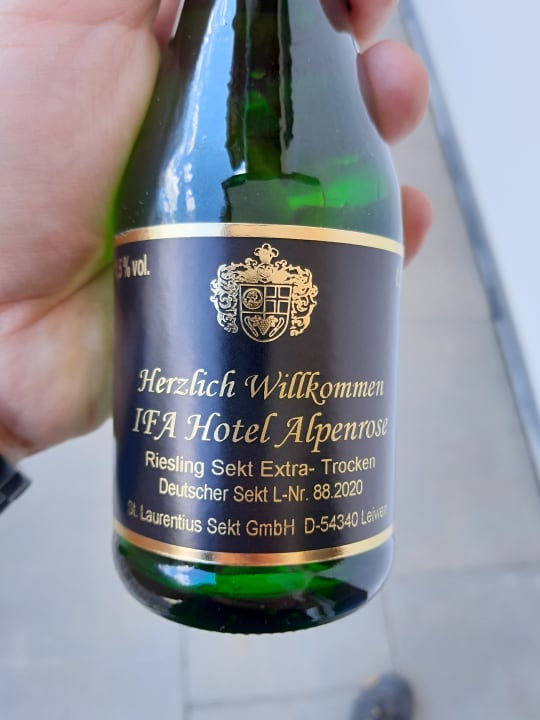 % vol.
Herzlich Willkommen
IFA Hotel Alpenrose
Riesling Sekt Extra- Trocken
Deutscher Sekt L-Nr. 88.2020
St. Laurentius Sekt GmbH D-54340 Leiwen